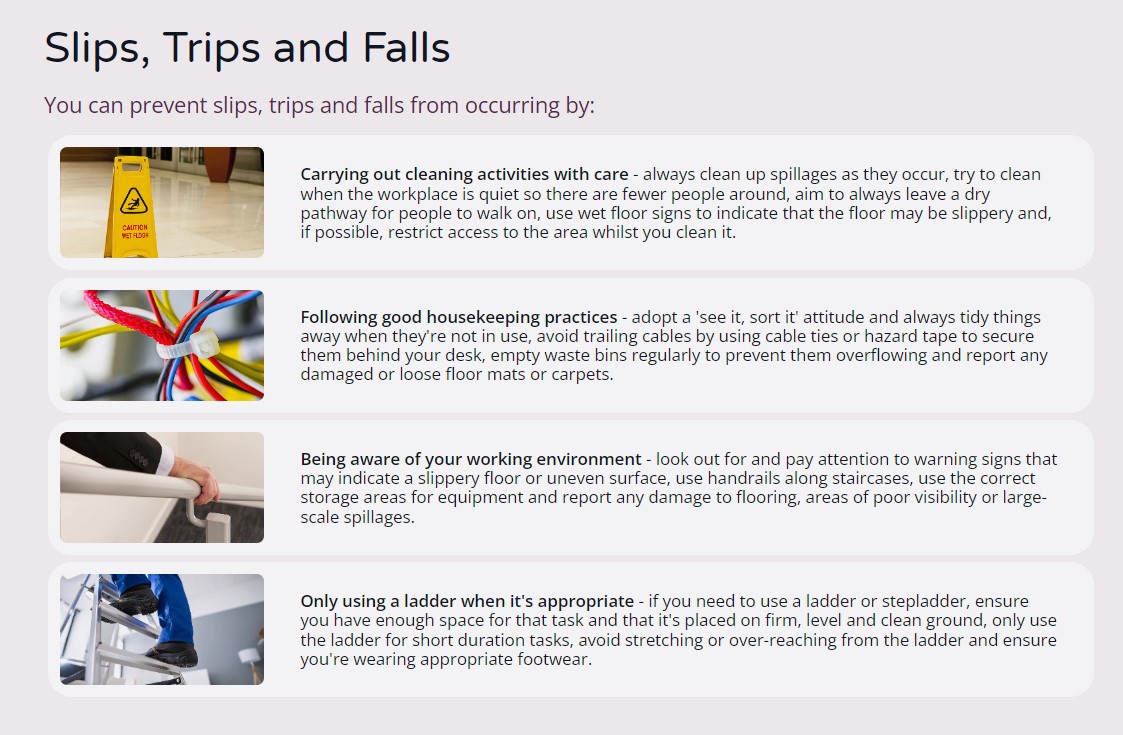 Slips, Trips and Falls
You can prevent slips, trips and falls from occurring by:
CAUTION
WET FLOOR
Carrying out cleaning activities with care - always clean up spillages as they occur, try to clean
when the workplace is quiet so there are fewer people around, aim to always leave a dry
pathway for people to walk on, use wet floor signs to indicate that the floor may be slippery and,
if possible, restrict access to the area whilst you clean it.
Following good housekeeping practices - adopt a 'see it, sort it' attitude and always tidy things
away when they're not in use, avoid trailing cables by using cable ties or hazard tape to secure
them behind your desk, empty waste bins regularly to prevent them overflowing and report any
damaged or loose floor mats or carpets.
Being aware of your working environment - look out for and pay attention to warning signs that
may indicate a slippery floor or uneven surface, use handrails along staircases, use the correct
storage areas for equipment and report any damage to flooring, areas of poor visibility or large-
scale spillages.
Only using a ladder when it's appropriate - if you need to use a ladder or stepladder, ensure
you have enough space for that task and that it's placed on firm, level and clean ground, only use
the ladder for short duration tasks, avoid stretching or over-reaching from the ladder and ensure
you're wearing appropriate footwear.